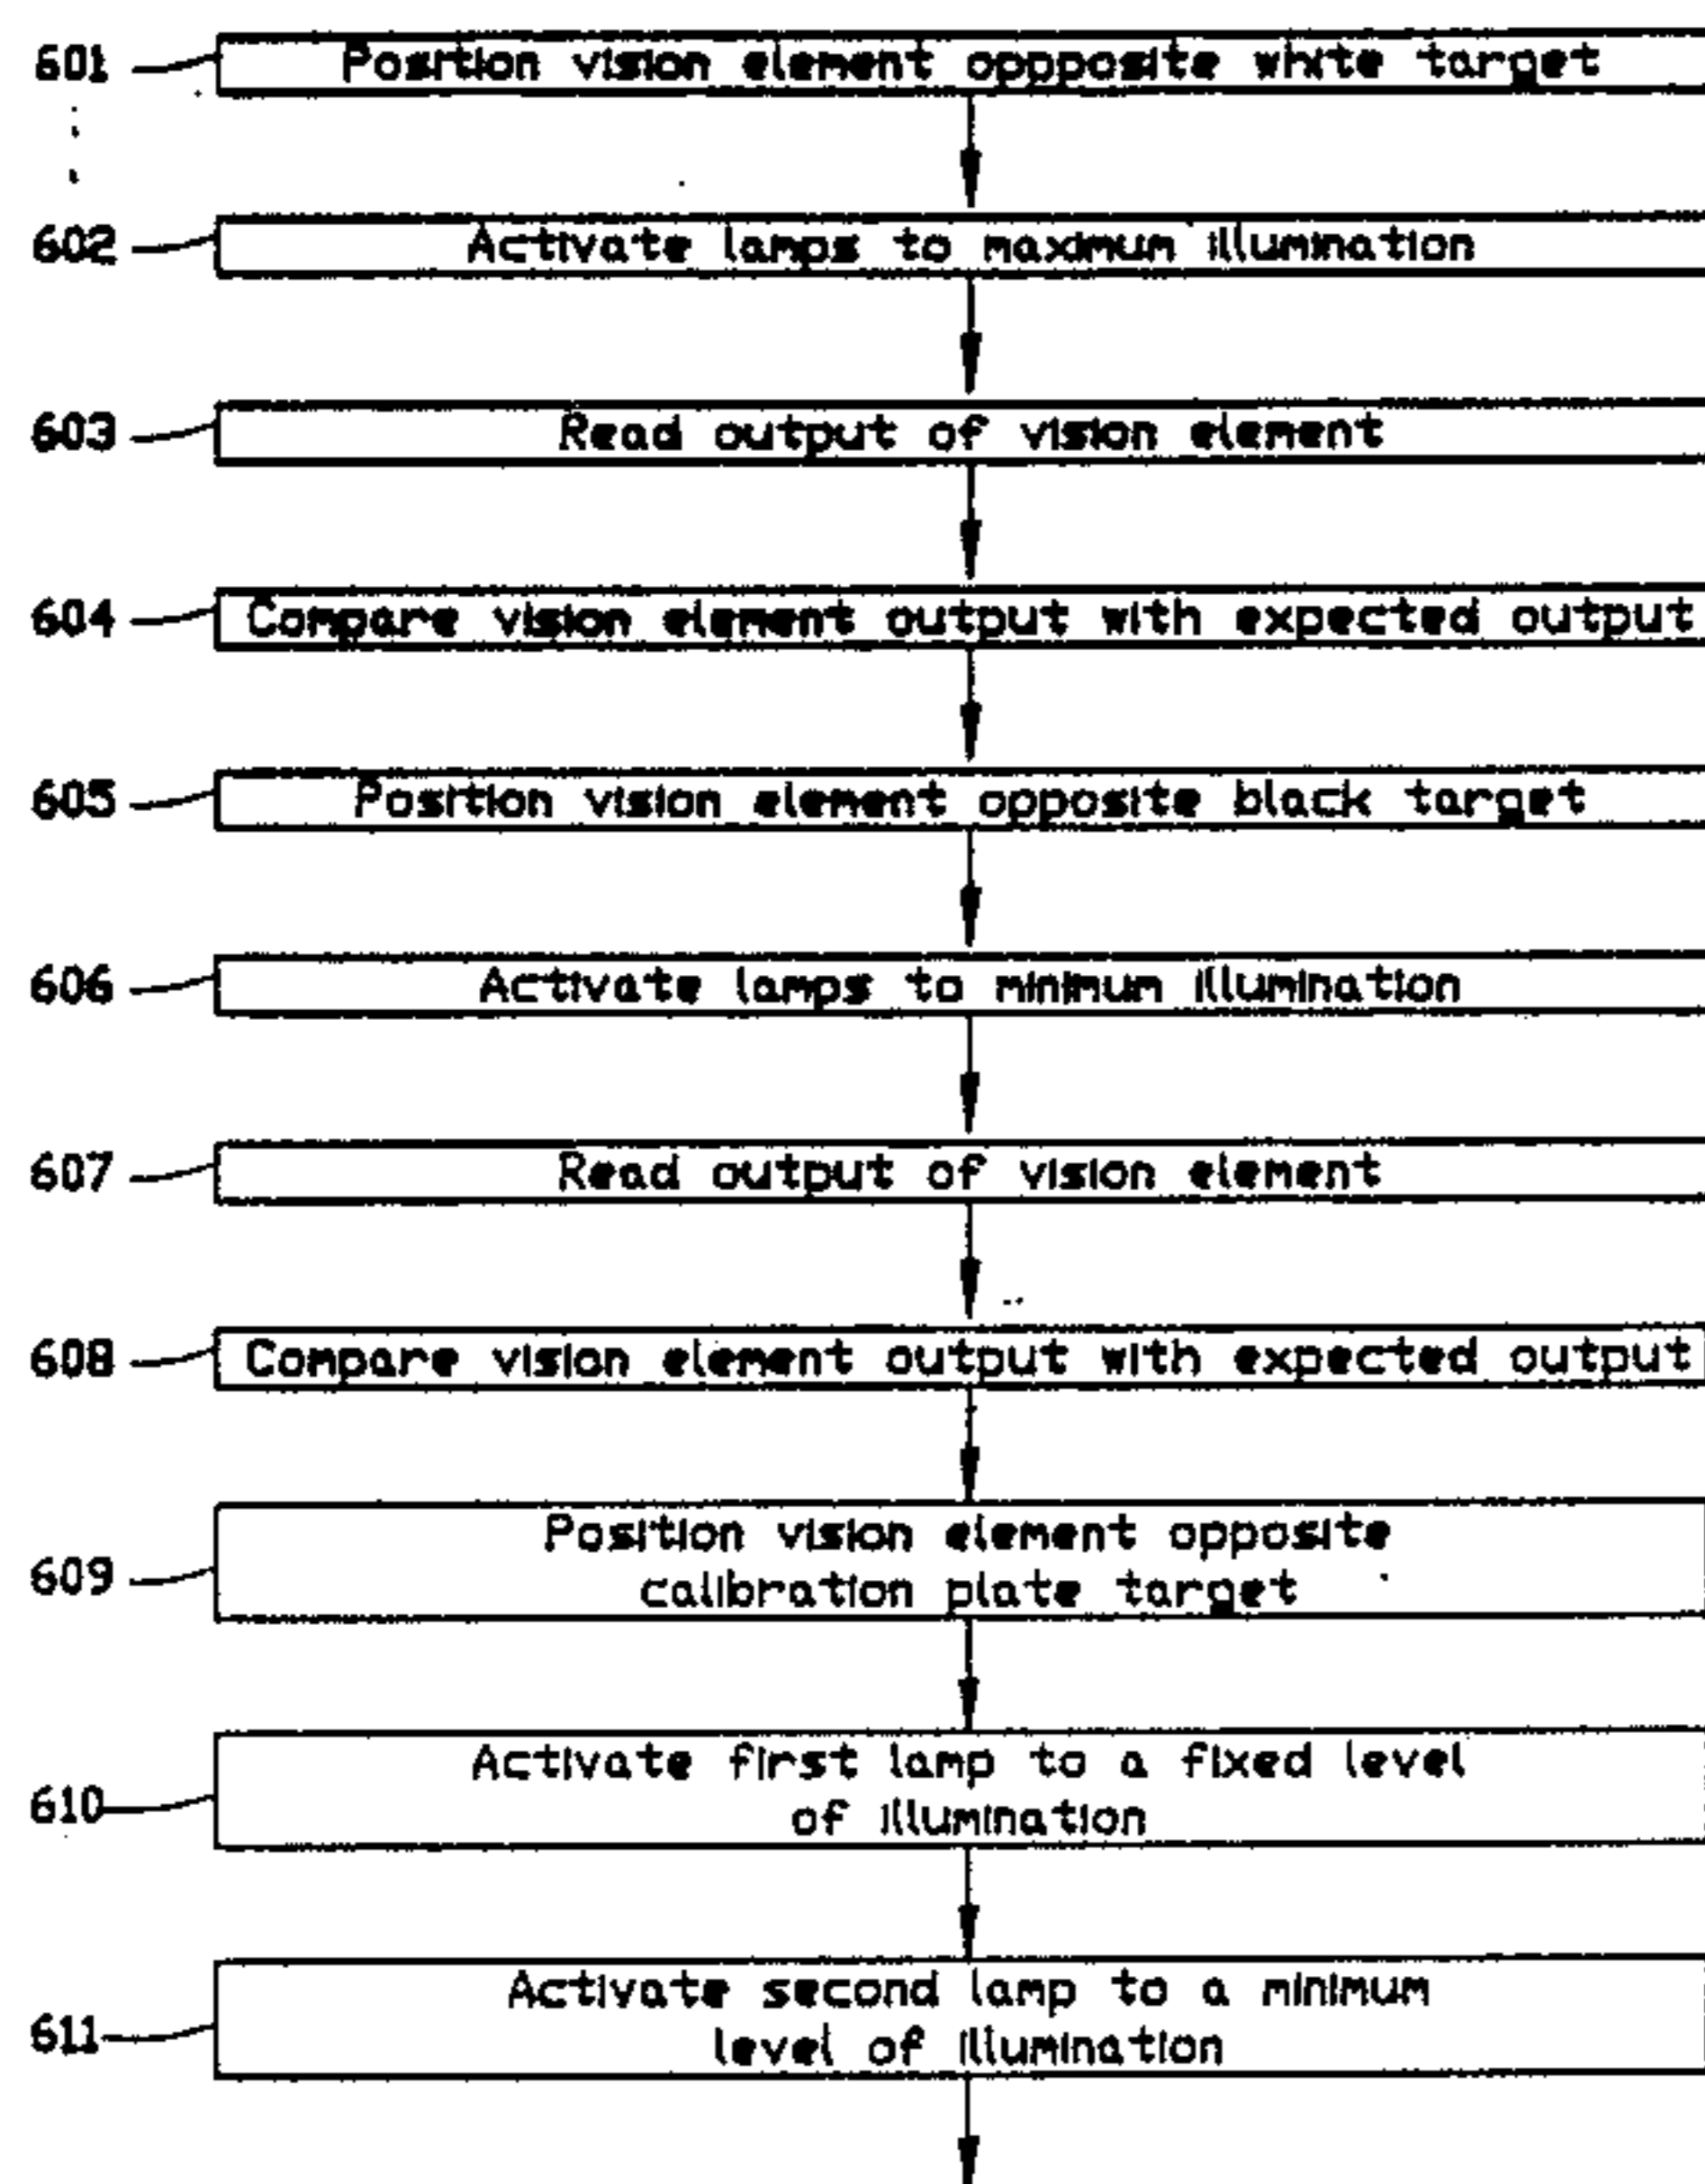 601 Position vision element oppposite white target
602 Activate lamps to maximum illumination
603 Read output of vision element
604 Compare vision element output with expected output
605 Position vision element opposite black target
606 Activate lamps to minimum illumination
607 Read output of vision element
608 Compare vision element output with expected output
609 Position vision element opposite
calibration plate target
610 Activate first lamp to a fixed level
of illumination
611 Activate second lamp to a minimum
level of illumination